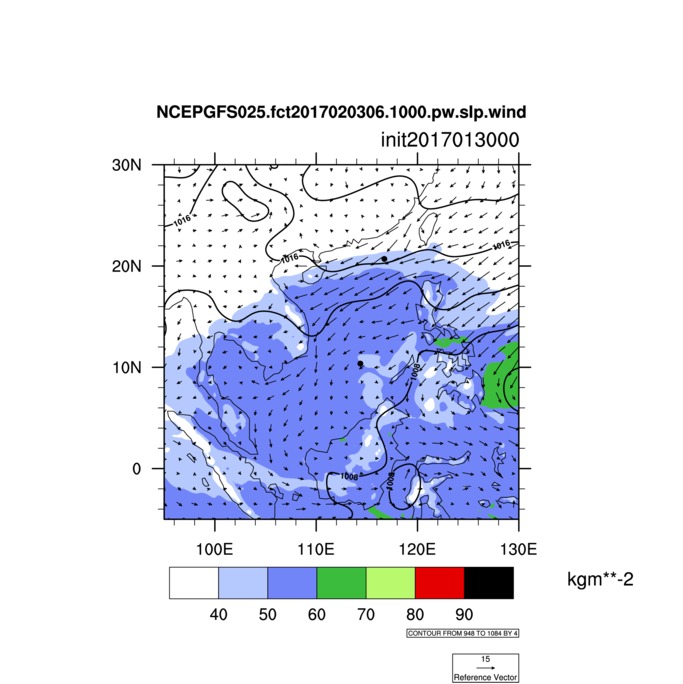 NCEPGFS025.fct2017020306.1000.pw.slp.wind
init2017013000
30N
20N
10N
0
1016
1016
1016
1008
1008
1008
100E
110E
120E
130E
40
50
60
70
80
90
kgm**-2
CONTOUR FROM 948 TO 1084 BY 4
15
Reference Vector